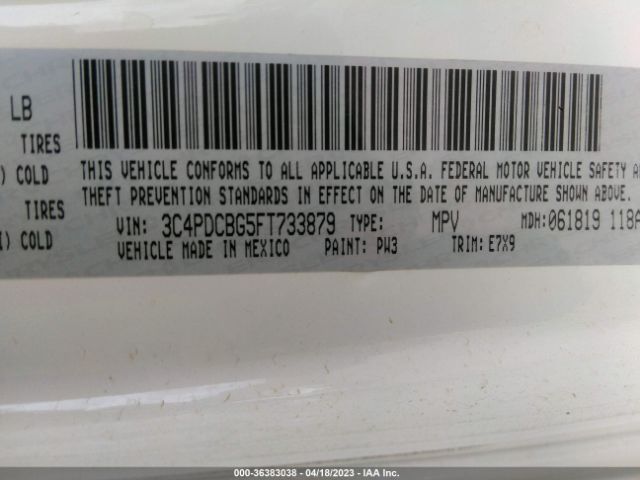 LB
TIRES
) COLD
THIS VEHICLE CONFORMS TO ALL APPLICABLE U.S.A. FEDERAL MOTOR VEHICLE SAFETY A
THEFT PREVENTION STANDARDS IN EFFECT ON THE DATE OF MANUFACTURE SHOWN ABOVE.
TIRES
VIN: 3C4PDCBG5FT733879 TYPE: MPV MDH:061819 118A
I) COLD
VEHICLE MADE IN MEXICO PAINT: PW3 TRIM: E7X9
000-36383038 - 04/18/2023 - IAA Inc.